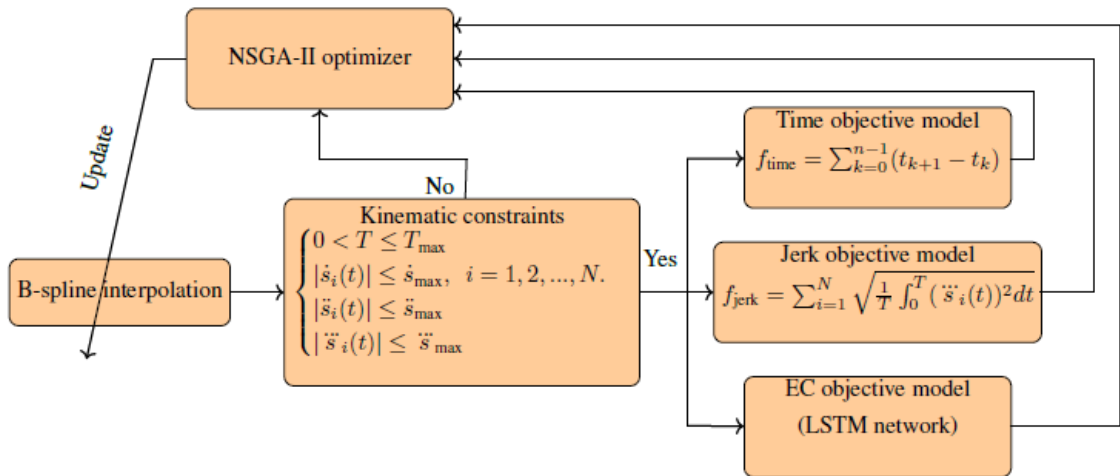 NSGA-II optimizer
Update
B-spline interpolation
No
Kinematic constraints
0 < T ≤ T_max
|ṡ_i(t)| ≤ ṡ_max, i = 1, 2, ..., N.
|s̈_i(t)| ≤ s̈_max
|s⃛_i(t)| ≤ s⃛_max
Yes
Time objective model
f_time = ∑_{k=0}^{n−1}(t_{k+1} − t_k)
Jerk objective model
f_jerk = ∑_{i=1}^{N} √(1/T ∫_0^T (s⃛_i(t))²dt)
EC objective model
(LSTM network)